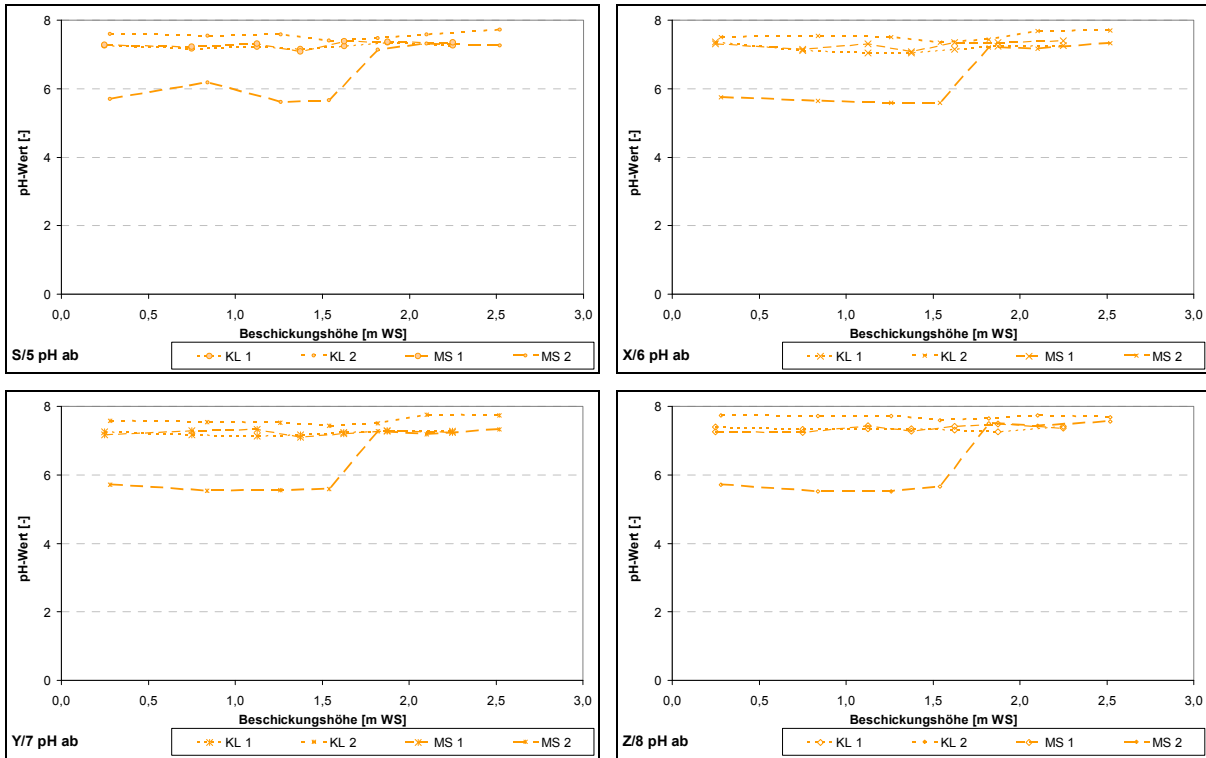 8
6
4
2
0
pH-Wert [-]
0,0 0,5 1,0 1,5 2,0 2,5 3,0
Beschickungshöhe [m WS]
S/5 pH ab
KL 1 KL 2 MS 1 MS 2
8
6
4
2
0
pH-Wert [-]
0,0 0,5 1,0 1,5 2,0 2,5 3,0
Beschickungshöhe [m WS]
X/6 pH ab
KL 1 KL 2 MS 1 MS 2
8
6
4
2
0
pH-Wert [-]
0,0 0,5 1,0 1,5 2,0 2,5 3,0
Beschickungshöhe [m WS]
Y/7 pH ab
KL 1 KL 2 MS 1 MS 2
8
6
4
2
0
pH-Wert [-]
0,0 0,5 1,0 1,5 2,0 2,5 3,0
Beschickungshöhe [m WS]
Z/8 pH ab
KL 1 KL 2 MS 1 MS 2